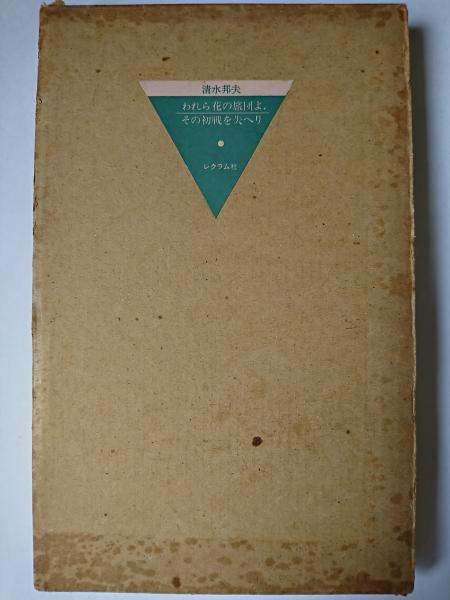 清水邦夫
われら花の旅団よ、
その初戦を失へり
レクラム社